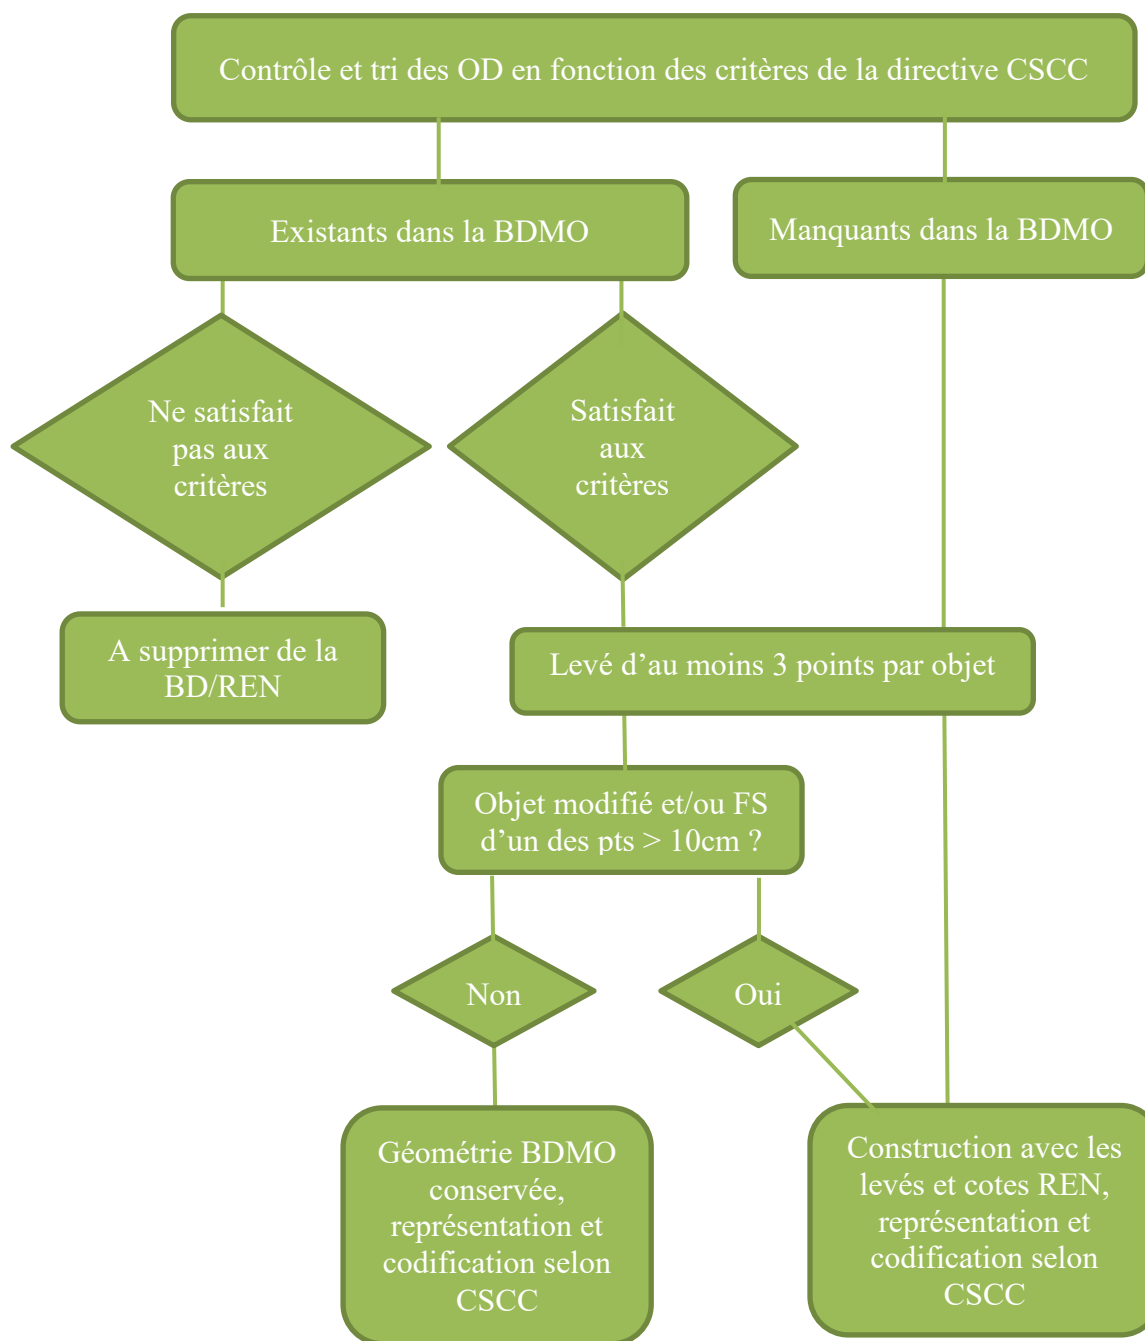 Contrôle et tri des OD en fonction des critères de la directive CSCC
Existants dans la BDMO
Manquants dans la BDMO
Ne satisfait
pas aux
critères
Satisfait
aux
critères
A supprimer de la
BD/REN
Levé d’au moins 3 points par objet
Objet modifié et/ou FS
d’un des pts > 10cm ?
Non
Oui
Géométrie BDMO
conservée,
représentation et
codification selon
CSCC
Construction avec les
levés et cotes REN,
représentation et
codification selon
CSCC